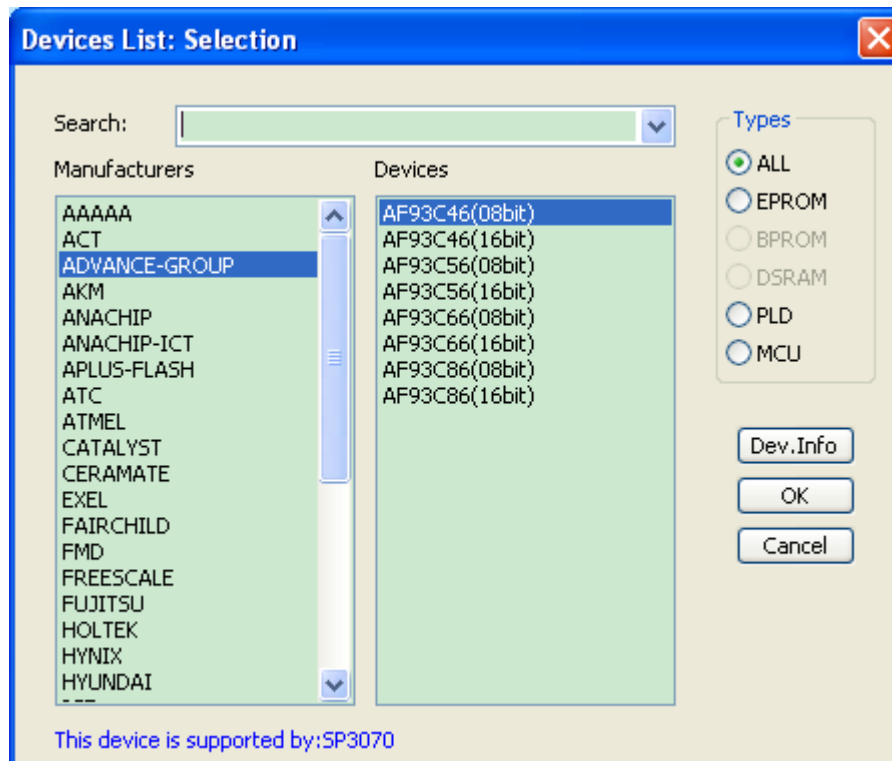 Devices List: Selection
Search:
Manufacturers
AAAAA
ACT
ADVANCE-GROUP
AKM
ANACHIP
ANACHIP-ICT
APLUS-FLASH
ATC
ATMEL
CATALYST
CERAMATE
EXEL
FAIRCHILD
FMD
FREESCALE
FUJITSU
HOLTEK
HYNIX
HYUNDAI
Devices
AF93C46(08bit)
AF93C46(16bit)
AF93C56(08bit)
AF93C56(16bit)
AF93C66(08bit)
AF93C66(16bit)
AF93C86(08bit)
AF93C86(16bit)
Types
ALL
EPROM
BPROM
DSRAM
PLD
MCU
Dev.Info
OK
Cancel
This device is supported by:SP3070